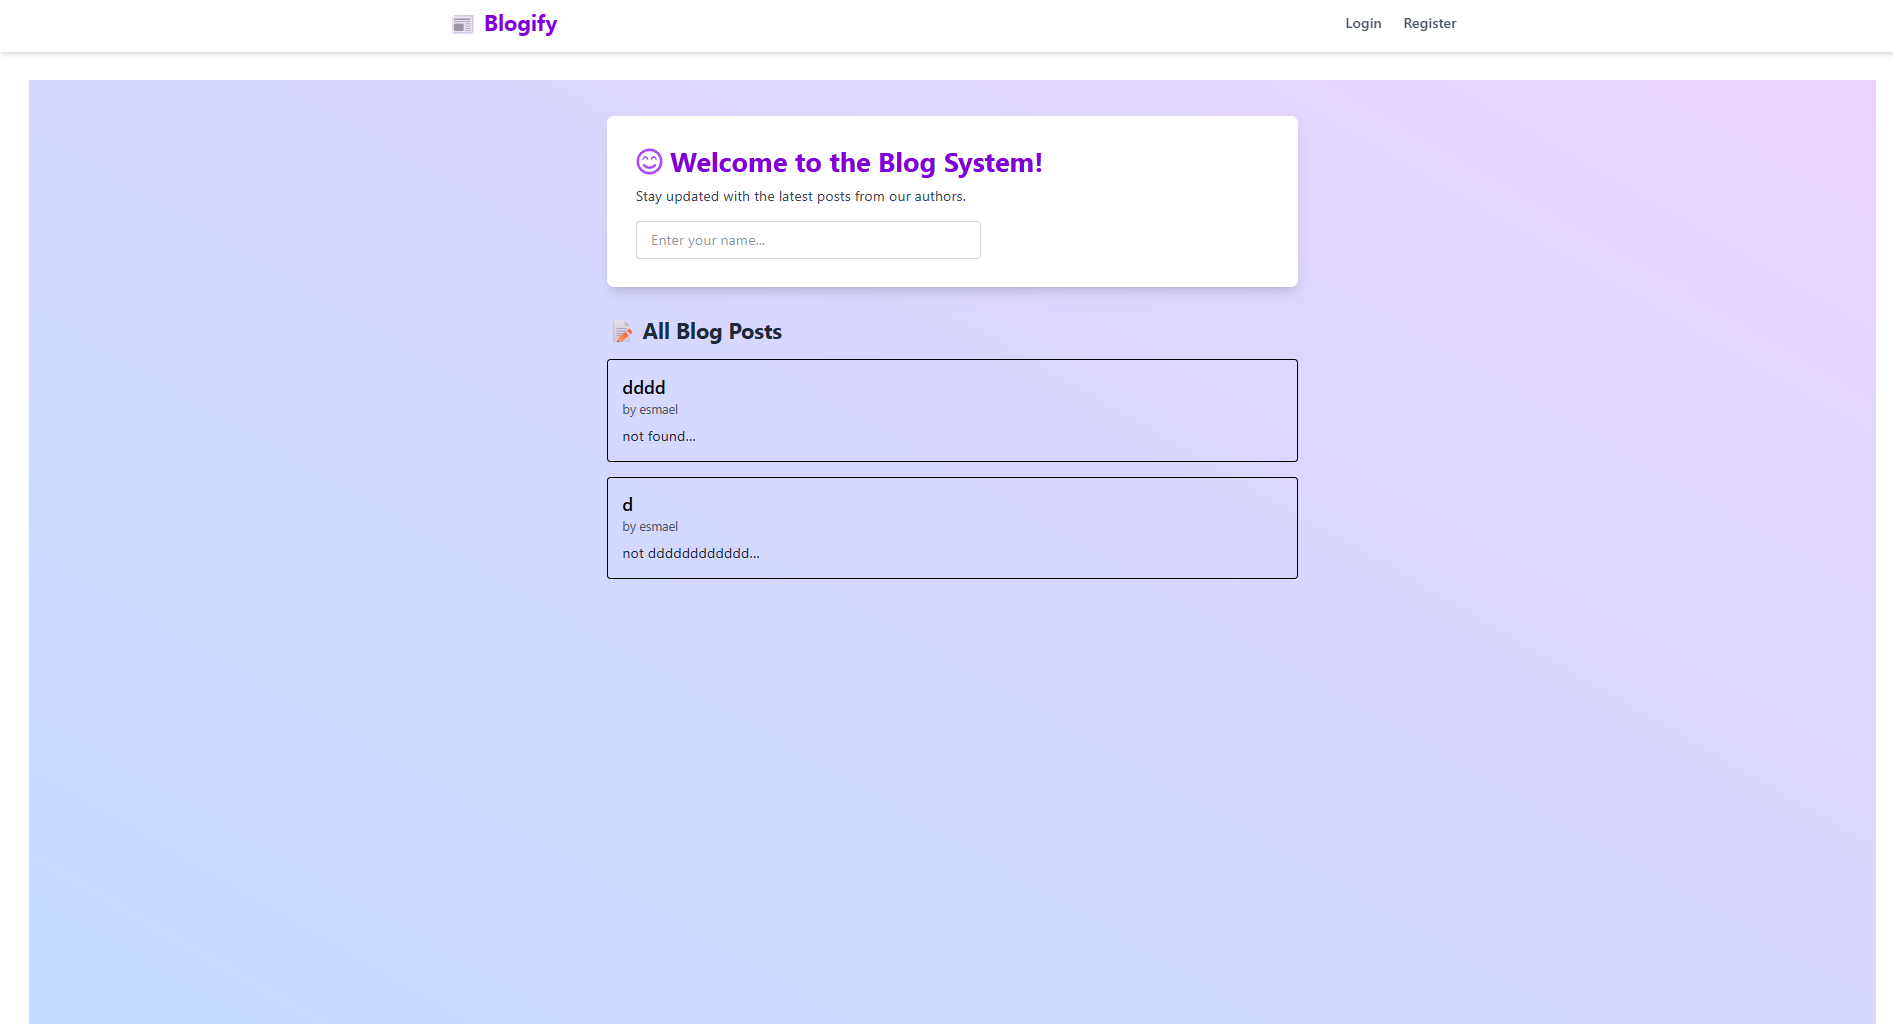 Blogify
Login Register
Welcome to the Blog System!
Stay updated with the latest posts from our authors.
Enter your name...
All Blog Posts
dddd
by esmael
not found...
d
by esmael
not dddddddddddd...